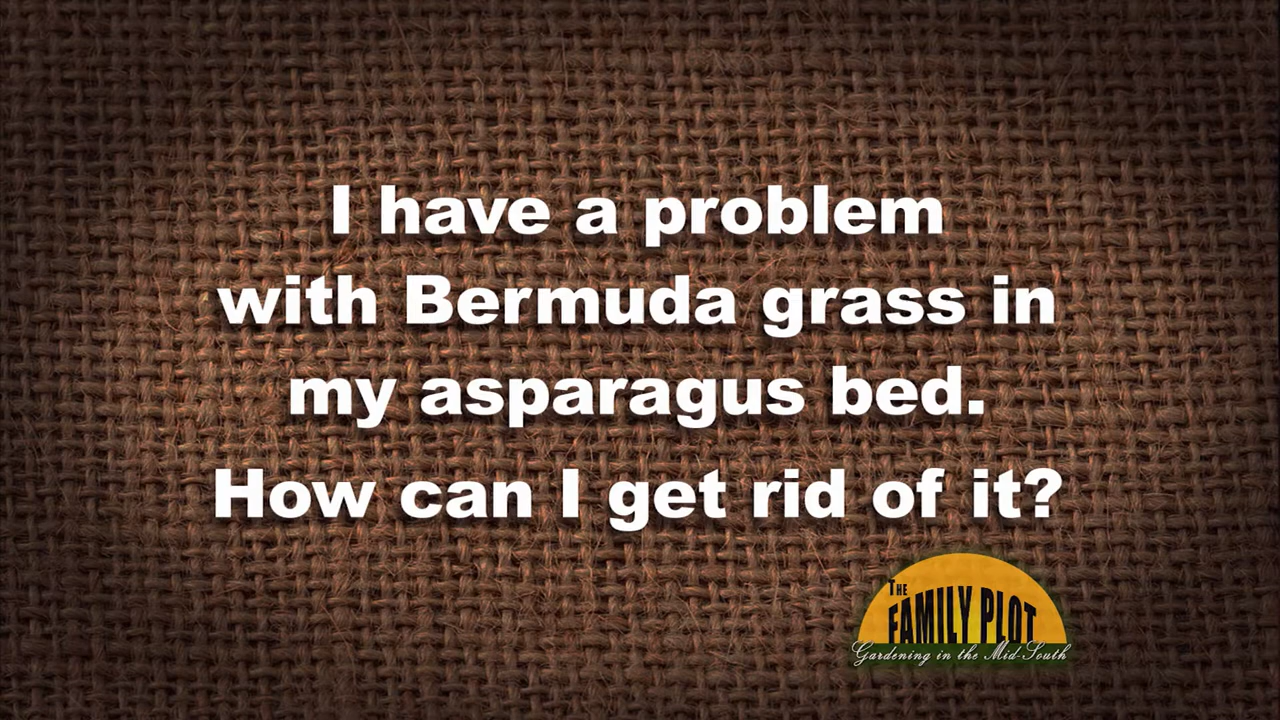 I have a problem
with Bermuda grass in
my asparagus bed.
How can I get rid of it?
THE
FAMILY PLOT
Gardening in the Mid-South